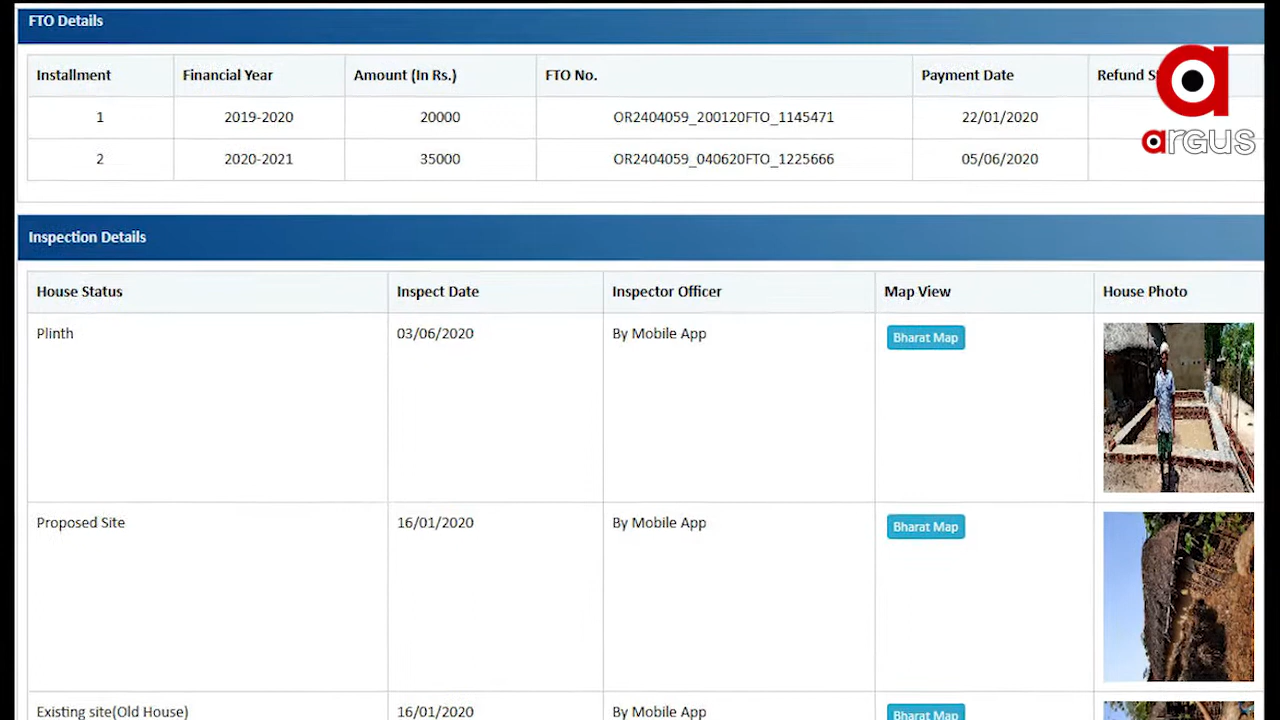 FTO Details
Installment Financial Year Amount (In Rs.) FTO No. Payment Date Refund
1 2019-2020 20000 OR2404059_200120FTO_1145471 22/01/2020
2 2020-2021 35000 OR2404059_040620FTO_1225666 05/06/2020
argus
Inspection Details
House Status Inspect Date Inspector Officer Map View House Photo
Plinth 03/06/2020 By Mobile App Bharat Map
Proposed Site 16/01/2020 By Mobile App Bharat Map
Existing site(Old House) 16/01/2020 By Mobile App Bharat Map